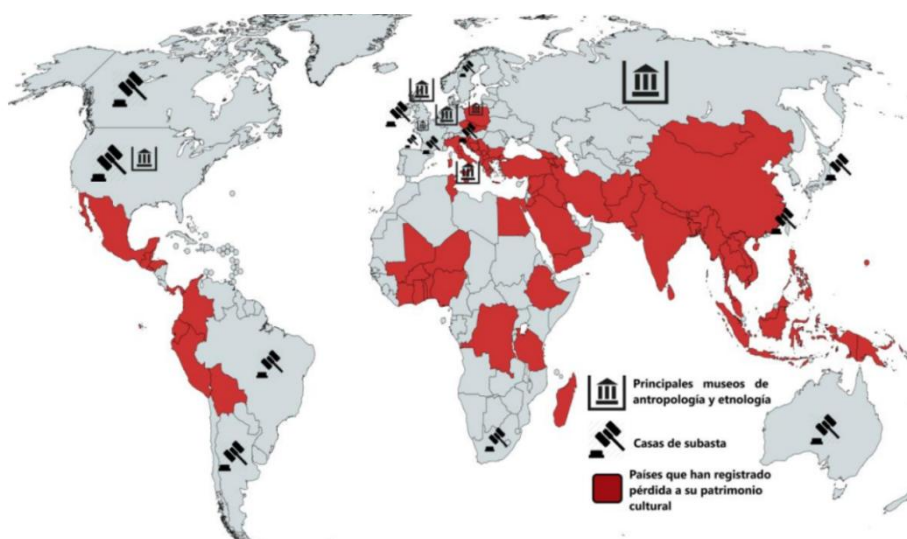 Principales museos de
antropología y etnología
Casas de subasta
Países que han registrado
pérdida a su patrimonio
cultural